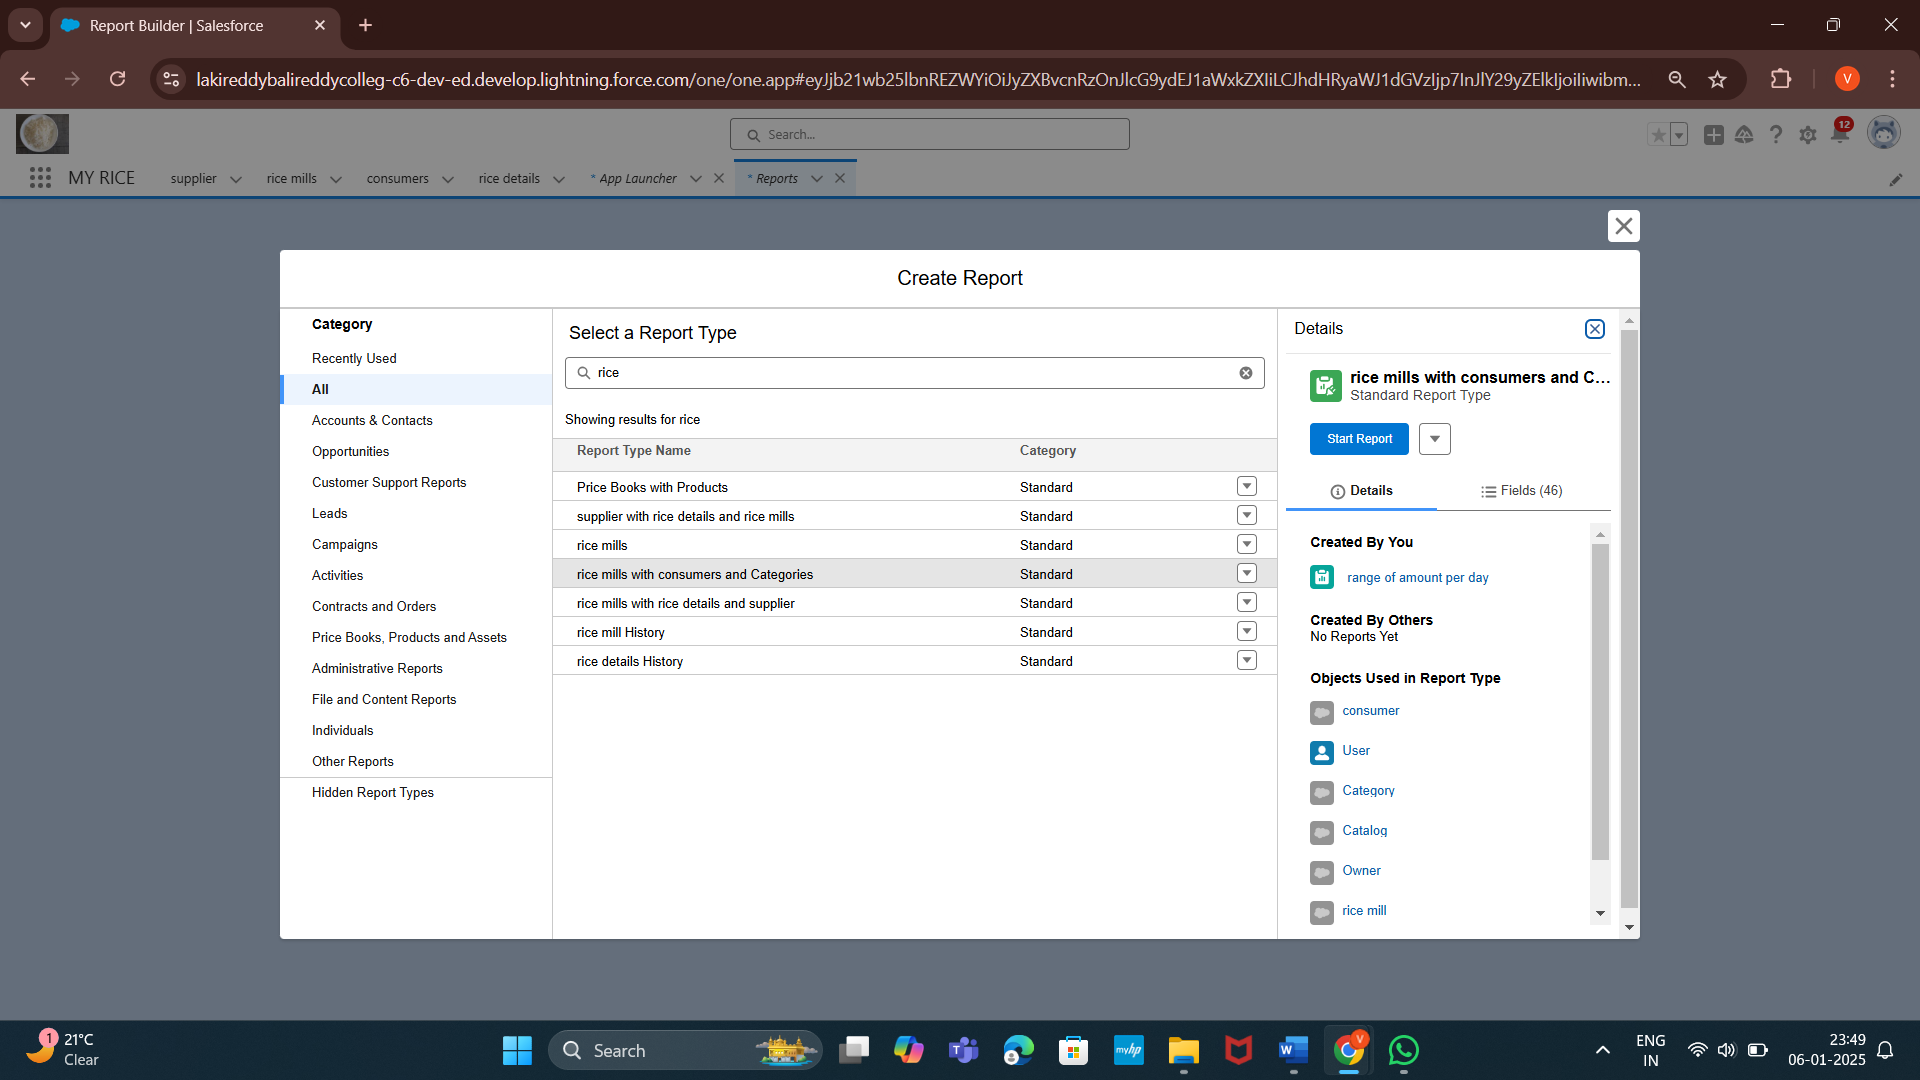 Report Builder | Salesforce
lakireddybalireddycolleg-c6-dev-ed.develop.lightning.force.com/one/one.app#eyJjb21wb25lbnREZWYiOiJyZXBvcnRzOnJlcG9ydEJ1aWxkZXIiLCJhdHRyaWJ1dGVzIjp7InJlY29yZElkIjoiIiwibm...
V
Search...
12
MY RICE
supplier
rice mills
consumers
rice details
* App Launcher
* Reports
Create Report
Category
Recently Used
All
Accounts & Contacts
Opportunities
Customer Support Reports
Leads
Campaigns
Activities
Contracts and Orders
Price Books, Products and Assets
Administrative Reports
File and Content Reports
Individuals
Other Reports
Hidden Report Types
Select a Report Type
rice
Showing results for rice
Report Type Name Category
Price Books with Products Standard
supplier with rice details and rice mills Standard
rice mills Standard
rice mills with consumers and Categories Standard
rice mills with rice details and supplier Standard
rice mill History Standard
rice details History Standard
Details
rice mills with consumers and C...
Standard Report Type
Start Report
Details
Fields (46)
Created By You
range of amount per day
Created By Others
No Reports Yet
Objects Used in Report Type
consumer
User
Category
Catalog
Owner
rice mill
1
21°C
Clear
Search
myhp
W
V
ENG
IN
23:49
06-01-2025